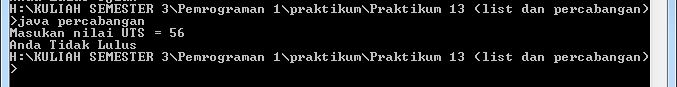 H:\KULIAH SEMESTER 3\Pemrograman 1\praktikum\Praktikum 13 (list dan percabangan)
>java percabangan
Masukan nilai UTS = 56
Anda Tidak Lulus
H:\KULIAH SEMESTER 3\Pemrograman 1\praktikum\Praktikum 13 (list dan percabangan)
>